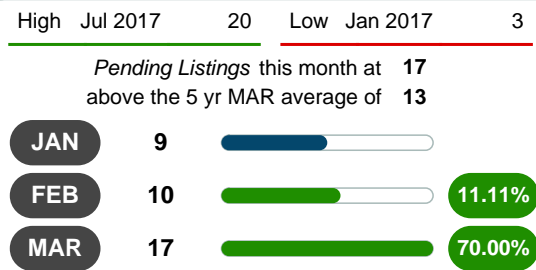 High Jul 2017 20 Low Jan 2017 3
Pending Listings this month at 17
above the 5 yr MAR average of 13
JAN 9
FEB 10 11.11%
MAR 17 70.00%